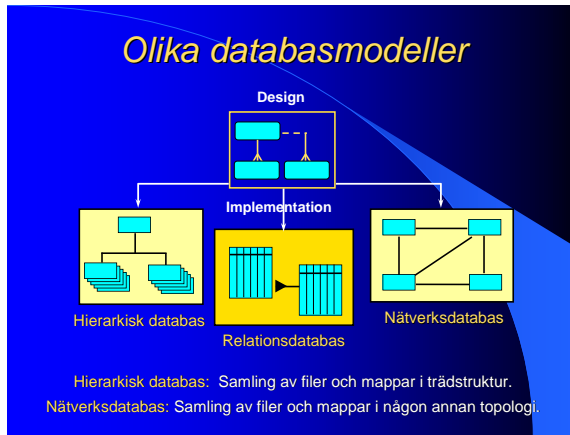 Olika databasmodeller
Design
Implementation
Hierarkisk databas
Relationsdatabas
Nätverksdatabas
Hierarkisk databas: Samling av filer och mappar i trädstruktur.
Nätverksdatabas: Samling av filer och mappar i någon annan topologi.